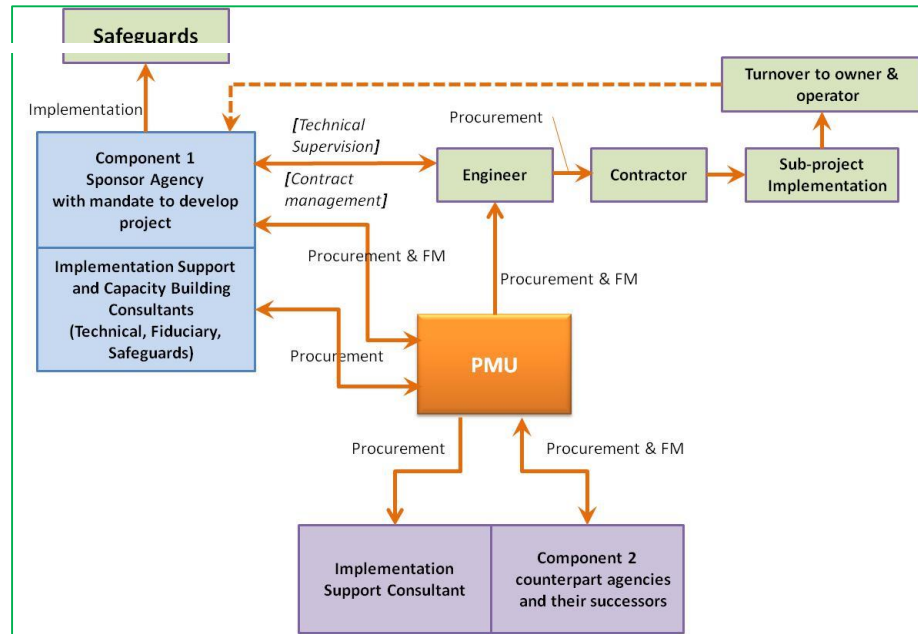 Safeguards
Turnover to owner &
operator
Implementation
[Technical
Supervision]
Procurement
Component 1
Sponsor Agency
with mandate to develop
project
Engineer
Contractor
Sub-project
Implementation
[Contract
management]
Procurement & FM
Implementation Support
and Capacity Building
Consultants
(Technical, Fiduciary,
Safeguards)
Procurement & FM
Procurement
PMU
Procurement
Procurement & FM
Implementation
Support Consultant
Component 2
counterpart agencies
and their successors